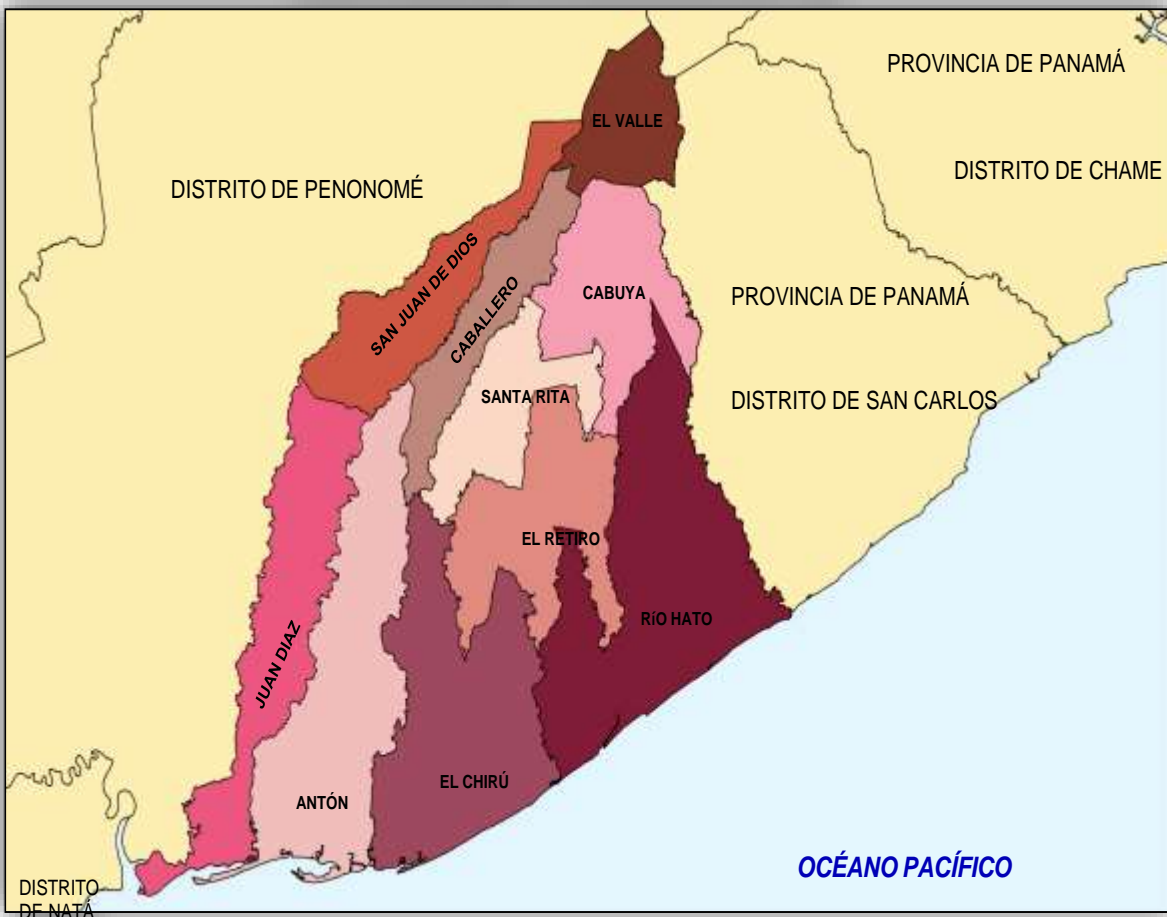 PROVINCIA DE PANAMÁ
EL VALLE
DISTRITO DE CHAME
DISTRITO DE PENONOMÉ
SAN JUAN DE DIOS
CABALLERO
CABUYA
PROVINCIA DE PANAMÁ
SANTA RITA
DISTRITO DE SAN CARLOS
EL RETIRO
RíO HATO
JUAN DIAZ
EL CHIRÚ
ANTÓN
OCÉANO PACÍFICO
DISTRITO
DE NATÁ